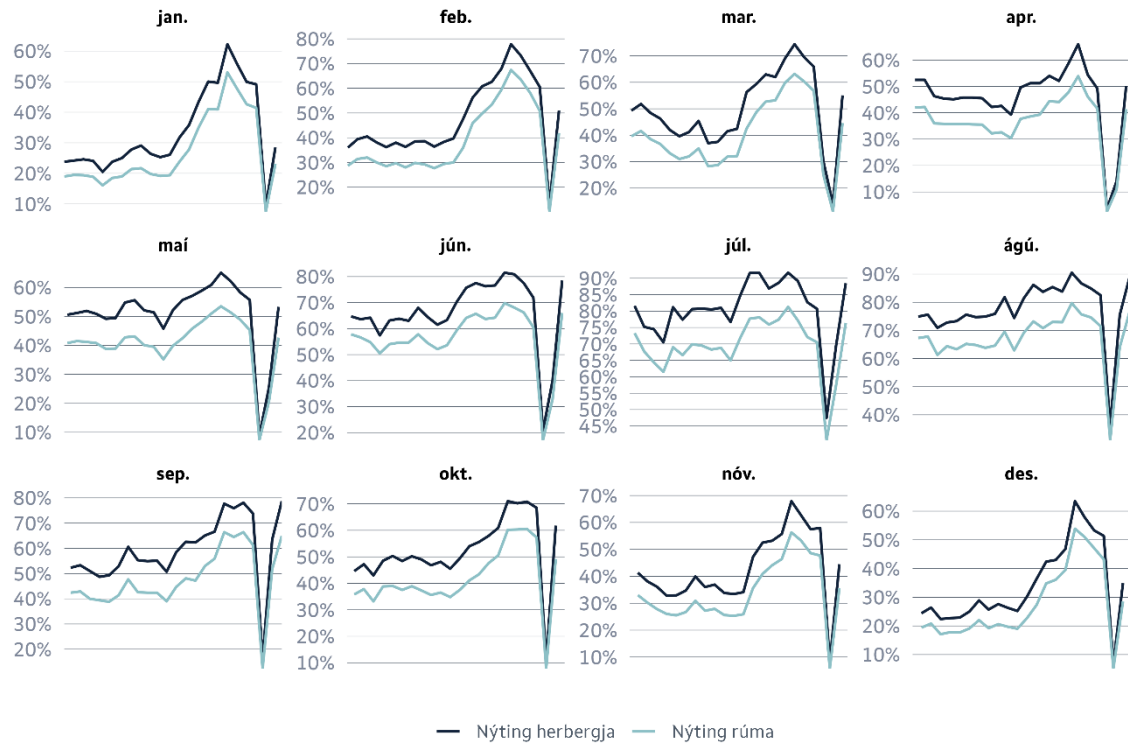 jan. feb. mar. apr.
60% 80% 70% 60%
50% 70% 60% 50%
40% 60% 50% 40%
30% 50% 40% 30%
20% 40% 30% 20%
10% 30% 20% 10%
20%
maí jún. júl. ágú.
60% 80% 90% 90%
50% 70% 85% 80%
40% 60% 80% 70%
30% 50% 75% 60%
20% 40% 70% 50%
10% 30% 65% 40%
20% 60%
55%
50%
45%
sep. okt. nóv. des.
80% 70% 70% 60%
70% 60% 60% 50%
60% 50% 50% 40%
50% 40% 40% 30%
40% 30% 30% 20%
30% 20% 20% 10%
20% 10% 10%
Nýting herbergja Nýting rúma